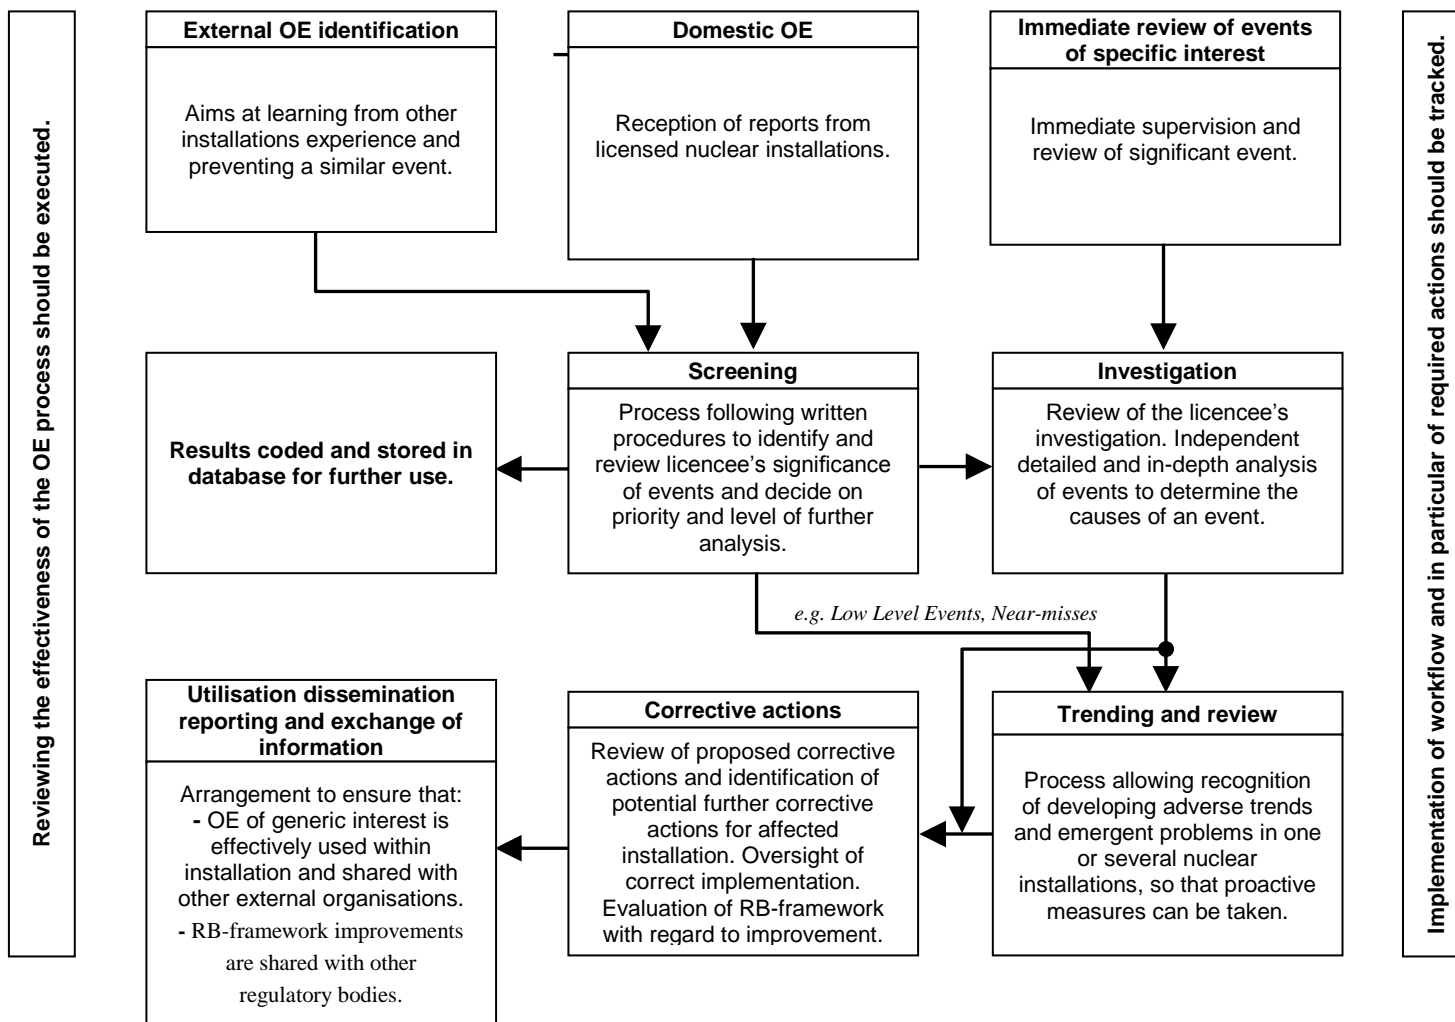 Reviewing the effectiveness of the OE process should be executed.
External OE identification
Aims at learning from other
installations experience and
preventing a similar event.
Domestic OE
Reception of reports from
licensed nuclear installations.
Immediate review of events
of specific interest
Immediate supervision and
review of significant event.
Results coded and stored in
database for further use.
Screening
Process following written
procedures to identify and
review licencee's significance
of events and decide on
priority and level of further
analysis.
Investigation
Review of the licencee's
investigation. Independent
detailed and in-depth analysis
of events to determine the
causes of an event.
e.g. Low Level Events, Near-misses
Utilisation dissemination
reporting and exchange of
information
Arrangement to ensure that:
- OE of generic interest is
effectively used within
installation and shared with
other external organisations.
- RB-framework improvements
are shared with other
regulatory bodies.
Corrective actions
Review of proposed corrective
actions and identification of
potential further corrective
actions for affected
installation. Oversight of
correct implementation.
Evaluation of RB-framework
with regard to improvement.
Trending and review
Process allowing recognition
of developing adverse trends
and emergent problems in one
or several nuclear
installations, so that proactive
measures can be taken.
Implementation of workflow and in particular of required actions should be tracked.